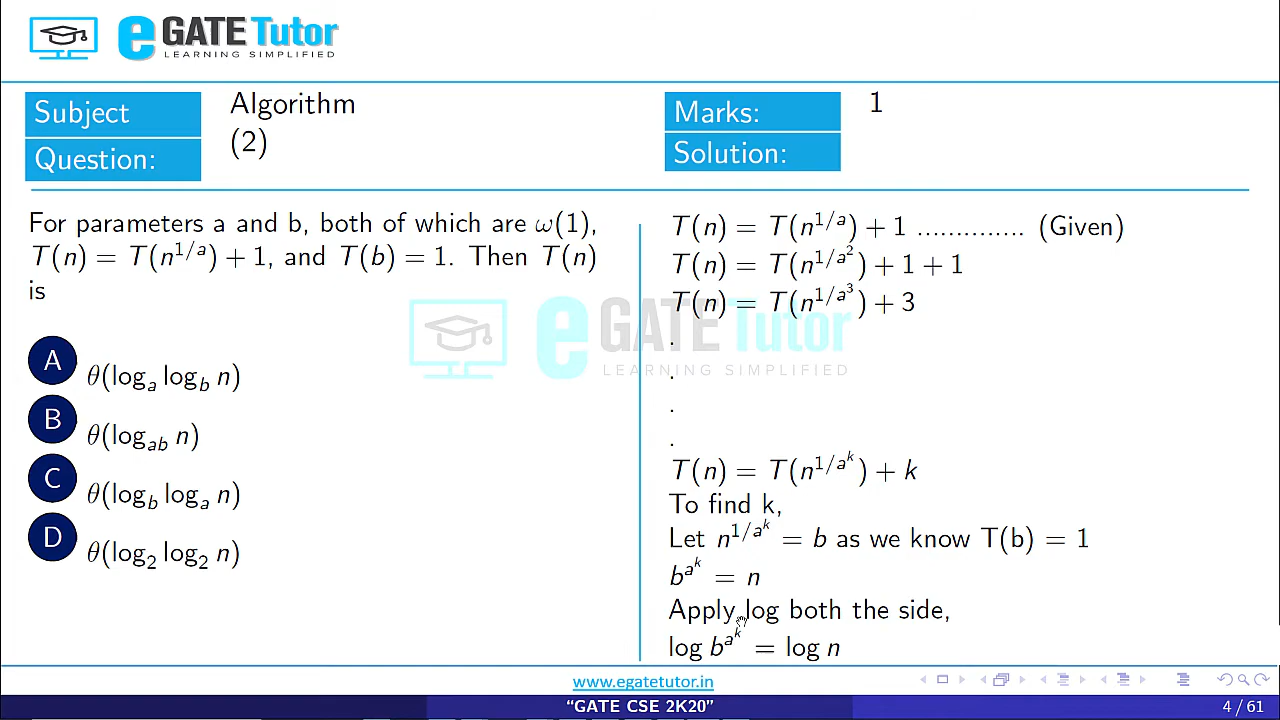 e GATE Tutor
LEARNING SIMPLIFIED
Subject
Algorithm
Question:
(2)
Marks:
1
Solution:
For parameters a and b, both of which are ω(1),
T(n) = T(n^{1/a}) + 1, and T(b) = 1. Then T(n)
is
A θ(log_a log_b n)
B θ(log_{ab} n)
C θ(log_b log_a n)
D θ(log_2 log_2 n)
T(n) = T(n^{1/a}) + 1 .............. (Given)
T(n) = T(n^{1/a^2}) + 1 + 1
T(n) = T(n^{1/a^3}) + 3
.
.
.
.
T(n) = T(n^{1/a^k}) + k
To find k,
Let n^{1/a^k} = b as we know T(b) = 1
b^{a^k} = n
Apply log both the side,
log b^{a^k} = log n
e GATE Tutor
LEARNING SIMPLIFIED
www.egatetutor.in
“GATE CSE 2K20”
4 / 61